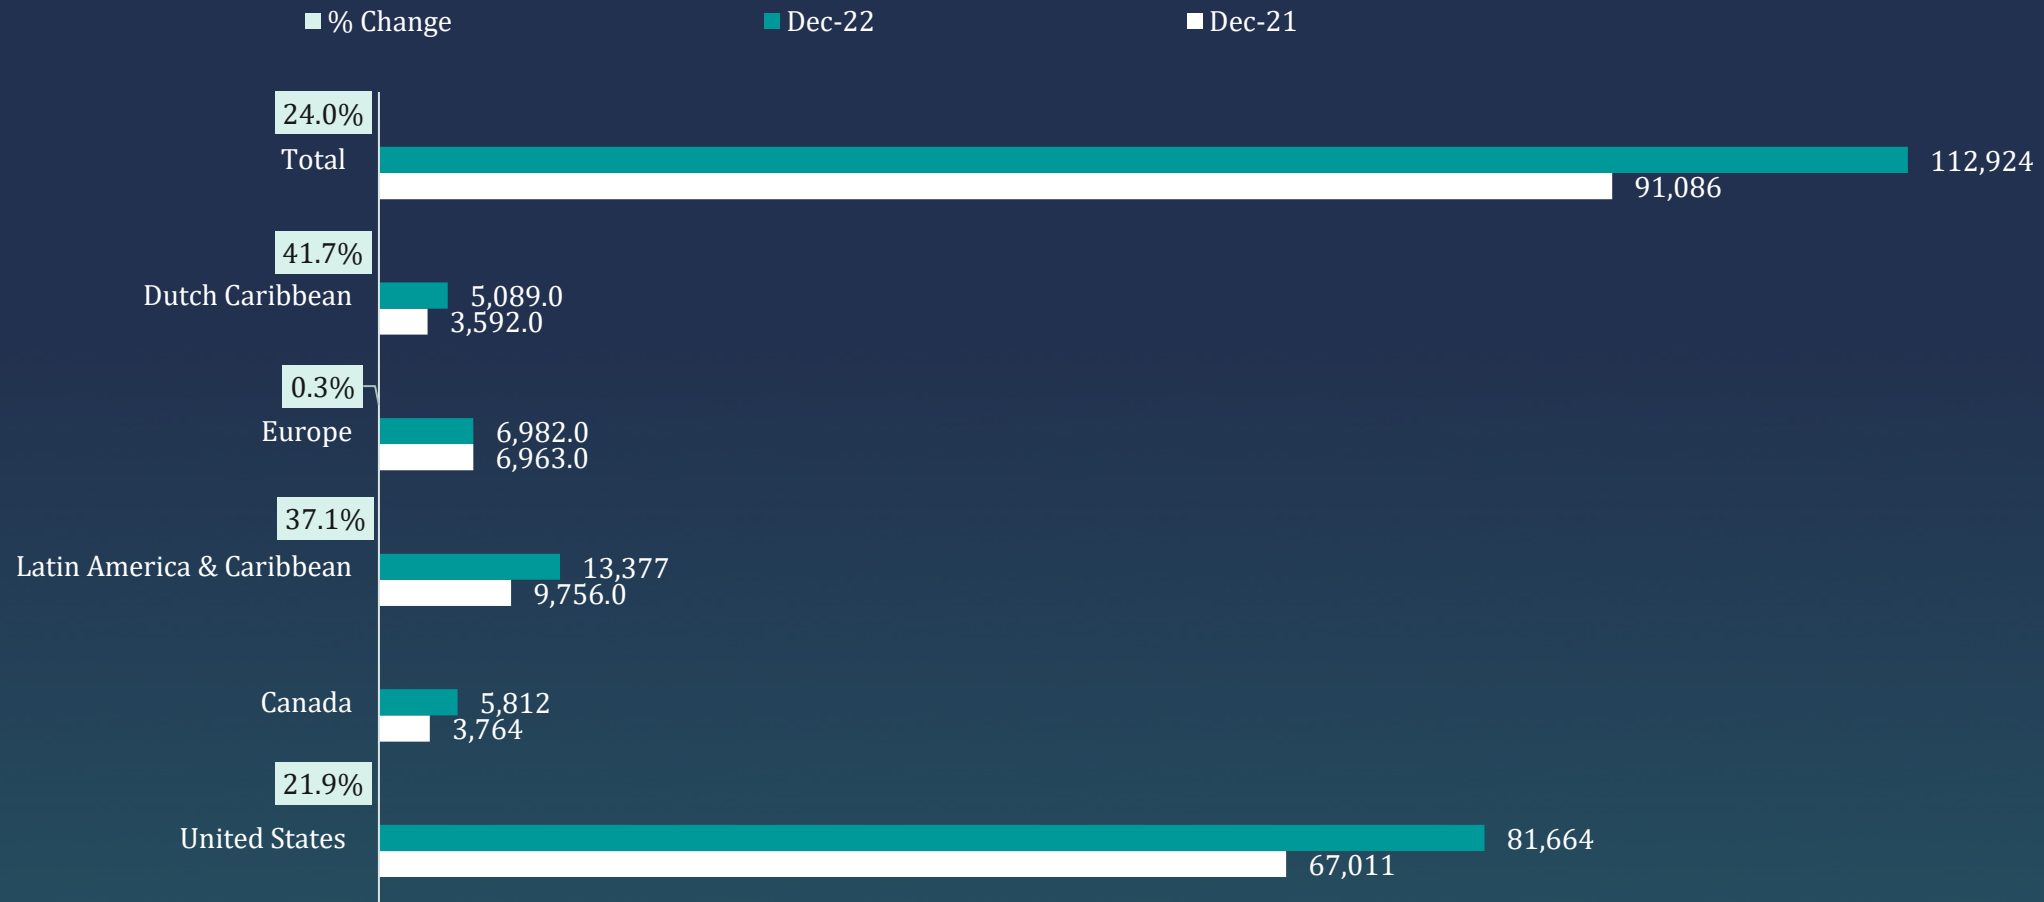 % Change Dec-22 Dec-21
24.0%
Total 112,924
91,086
41.7%
Dutch Caribbean 5,089.0
3,592.0
0.3%
Europe 6,982.0
6,963.0
37.1%
Latin America & Caribbean 13,377
9,756.0
Canada 5,812
3,764
21.9%
United States 81,664
67,011